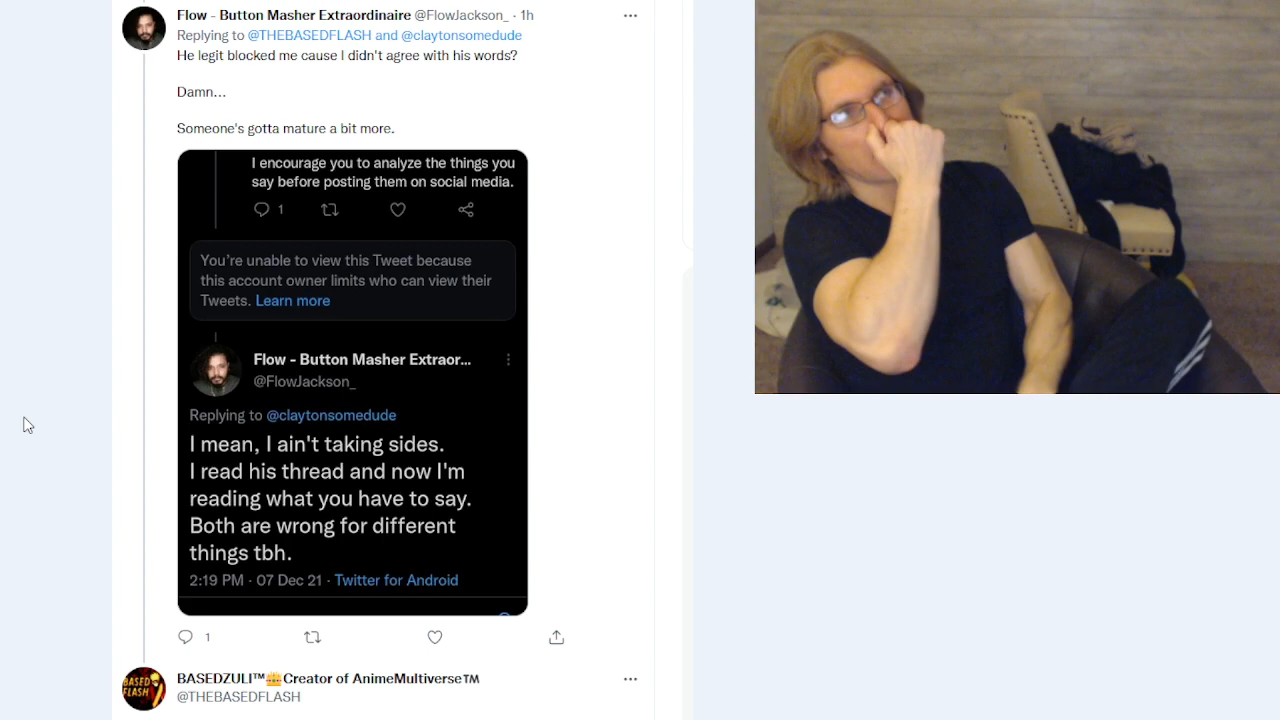 Flow - Button Masher Extraordinaire @FlowJackson_ · 1h
Replying to @THEBASEDFLASH and @claytonsomedude
He legit blocked me cause I didn't agree with his words?
Damn...
Someone's gotta mature a bit more.
I encourage you to analyze the things you
say before posting them on social media.
1
You're unable to view this Tweet because
this account owner limits who can view their
Tweets. Learn more
Flow - Button Masher Extraor...
@FlowJackson_
Replying to @claytonsomedude
I mean, I ain't taking sides.
I read his thread and now I'm
reading what you have to say.
Both are wrong for different
things tbh.
2:19 PM · 07 Dec 21 · Twitter for Android
1
BASED
FLASH
BASEDZULI™👑Creator of AnimeMultiverse™
@THEBASEDFLASH